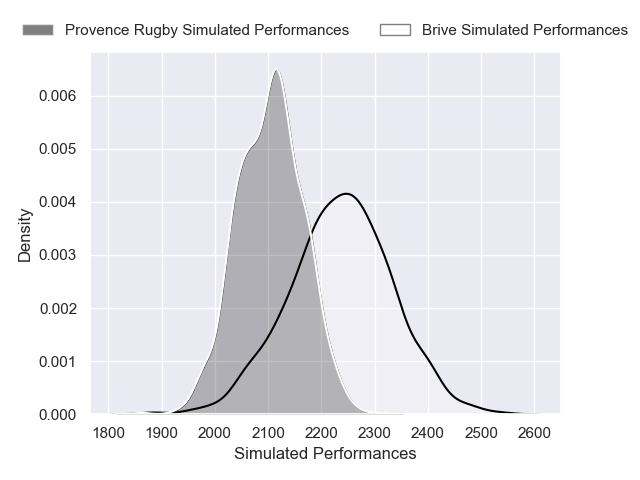 Provence Rugby Simulated Performances
Brive Simulated Performances
0.006
0.005
0.004
0.003
0.002
0.001
0.000
Density
1800 1900 2000 2100 2200 2300 2400 2500 2600
Simulated Performances